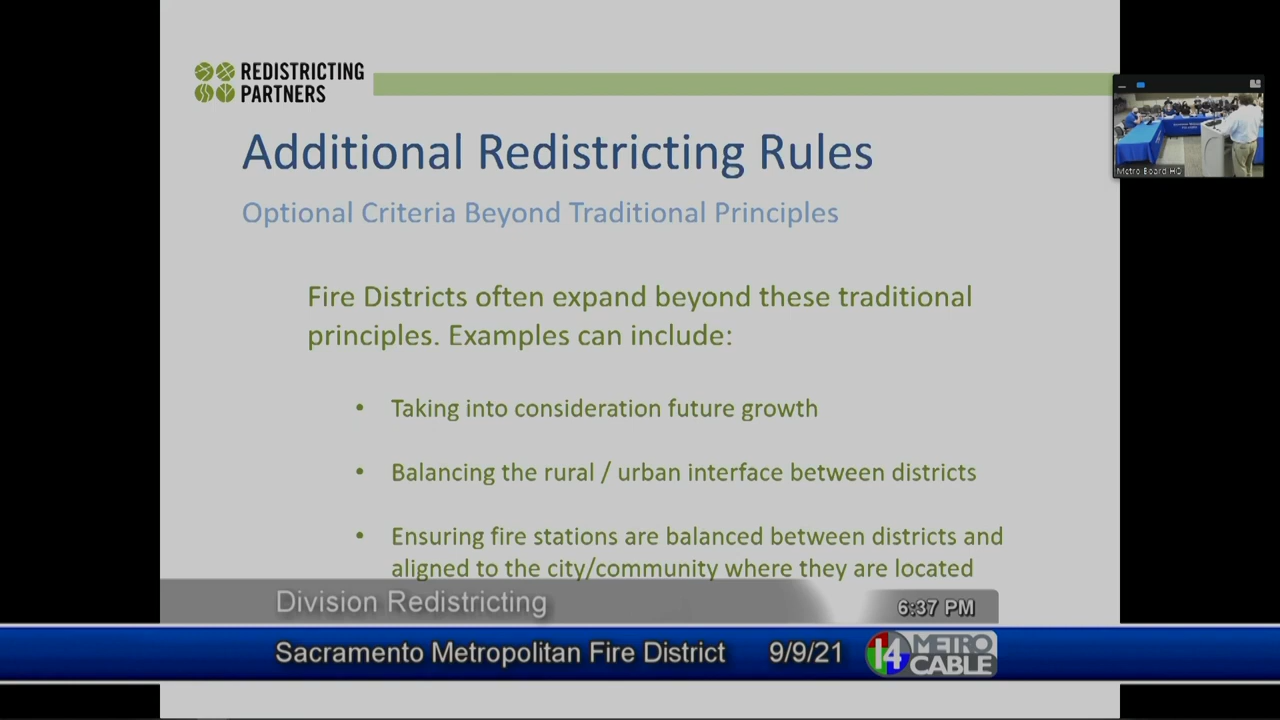 REDISTRICTING
PARTNERS
Additional Redistricting Rules
Optional Criteria Beyond Traditional Principles
Fire Districts often expand beyond these traditional
principles. Examples can include:
• Taking into consideration future growth
• Balancing the rural / urban interface between districts
• Ensuring fire stations are balanced between districts and
aligned to the city/community where they are located
Metro Board HQ
Division Redistricting
6:37 PM
Sacramento Metropolitan Fire District 9/9/21
14 METRO
CABLE